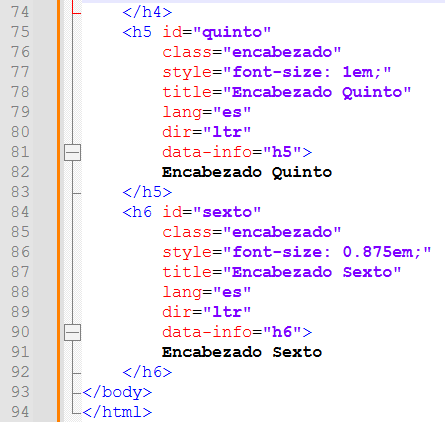 74 </h4>
75 <h5 id="quinto"
76 class="encabezado"
77 style="font-size: 1em;"
78 title="Encabezado Quinto"
79 lang="es"
80 dir="ltr"
81 data-info="h5">
82 Encabezado Quinto
83 </h5>
84 <h6 id="sexto"
85 class="encabezado"
86 style="font-size: 0.875em;"
87 title="Encabezado Sexto"
88 lang="es"
89 dir="ltr"
90 data-info="h6">
91 Encabezado Sexto
92 </h6>
93 </body>
94 </html>